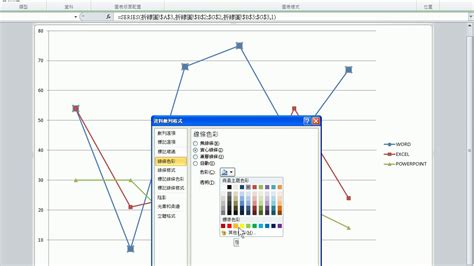 類型
資料
圖表版面配置
圖表樣式
位置
=SERIES(折線圖!$A$3,折線圖!$B$2:$G$2,折線圖!$B$3:$G$3,1)
80
70
60
50
40
30
20
10
WORD
EXCEL
POWERPOINT
資料數列格式
數列選項
標記選項
標記填滿
線條色彩
線條樣式
標記線條色彩
標記線條樣式
陰影
光暈和柔邊
立體格式
線條色彩
無線條(N)
實心線條(S)
漸層線條(G)
自動(U)
色彩(C)
透明(T)
佈景主題色彩
標準色彩